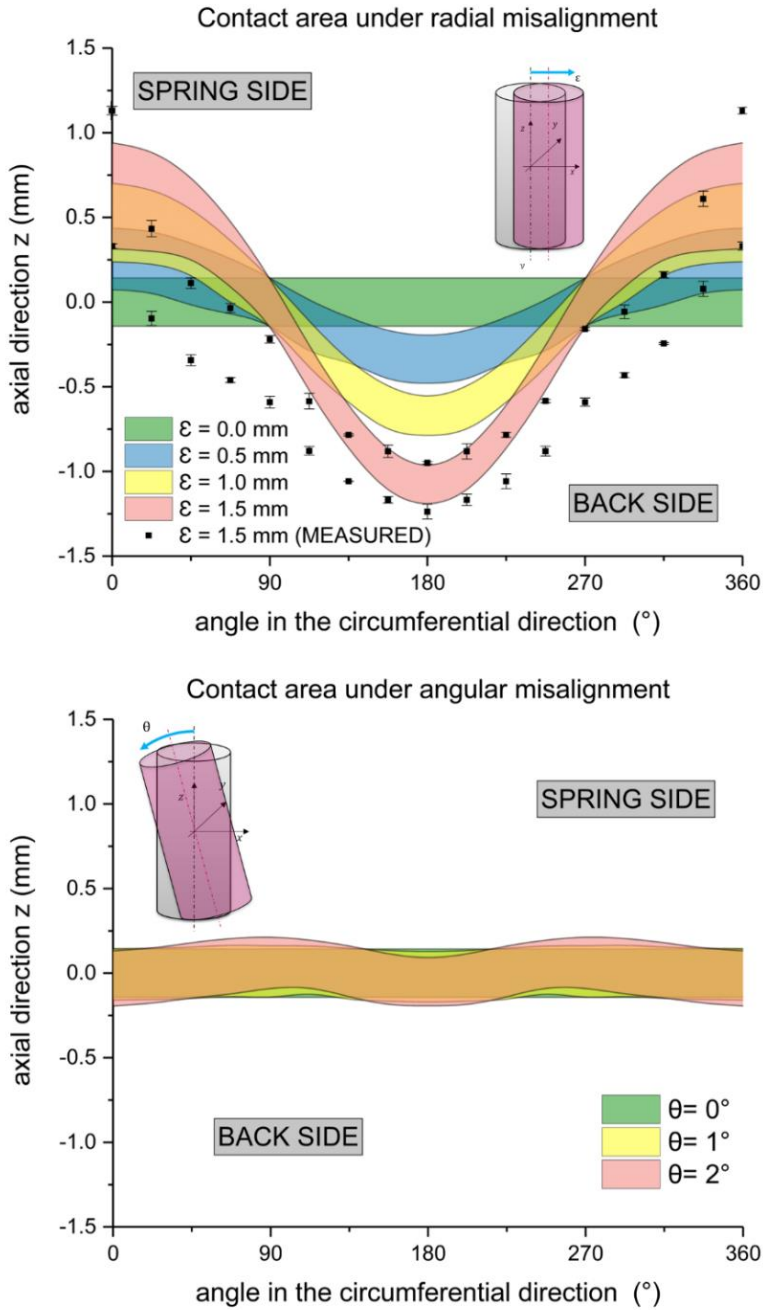 Contact area under radial misalignment
SPRING SIDE
ε
z
y
x
γ
axial direction z (mm)
1.5
1.0
0.5
0.0
-0.5
-1.0
-1.5
Ɛ = 0.0 mm
Ɛ = 0.5 mm
Ɛ = 1.0 mm
Ɛ = 1.5 mm
Ɛ = 1.5 mm (MEASURED)
BACK SIDE
0
90
180
270
360
angle in the circumferential direction (°)
Contact area under angular misalignment
θ
z
y
x
SPRING SIDE
axial direction z (mm)
1.5
1.0
0.5
0.0
-0.5
-1.0
-1.5
BACK SIDE
θ= 0°
θ= 1°
θ= 2°
0
90
180
270
360
angle in the circumferential direction (°)